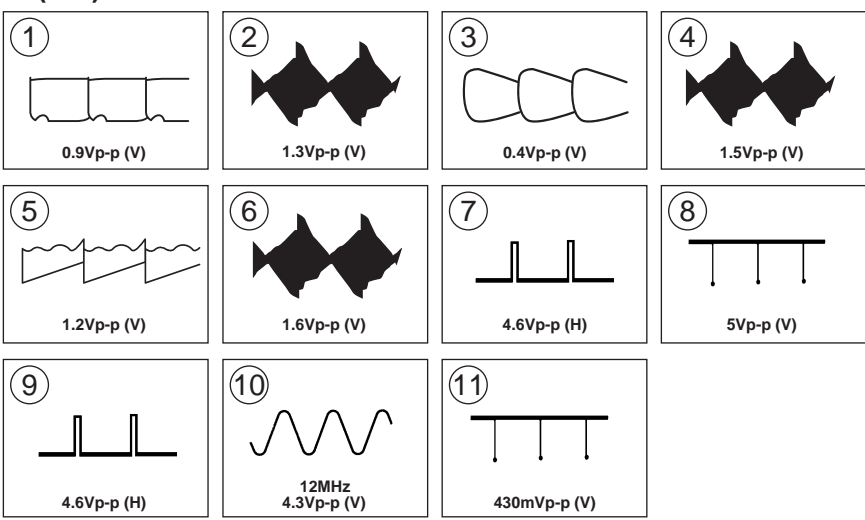 1
0.9Vp-p (V)
2
1.3Vp-p (V)
3
0.4Vp-p (V)
4
1.5Vp-p (V)
5
1.2Vp-p (V)
6
1.6Vp-p (V)
7
4.6Vp-p (H)
8
5Vp-p (V)
9
4.6Vp-p (H)
10
12MHz
4.3Vp-p (V)
11
430mVp-p (V)